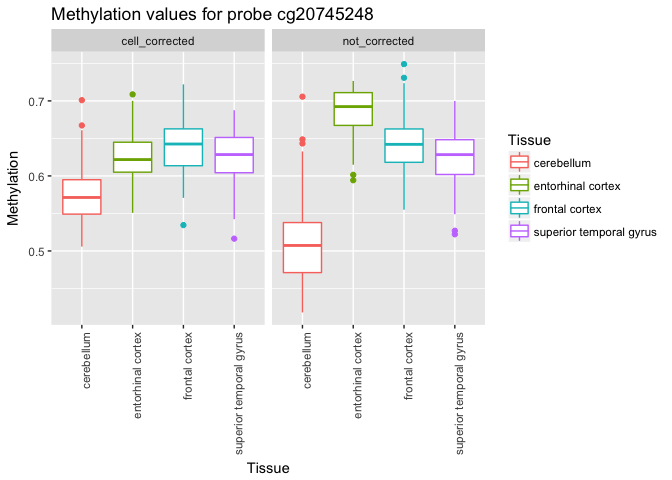 Methylation values for probe cg20745248
cell_corrected
not_corrected
Methylation
0.7
0.6
0.5
cerebellum
entorhinal cortex
frontal cortex
superior temporal gyrus
cerebellum
entorhinal cortex
frontal cortex
superior temporal gyrus
Tissue
Tissue
cerebellum
entorhinal cortex
frontal cortex
superior temporal gyrus